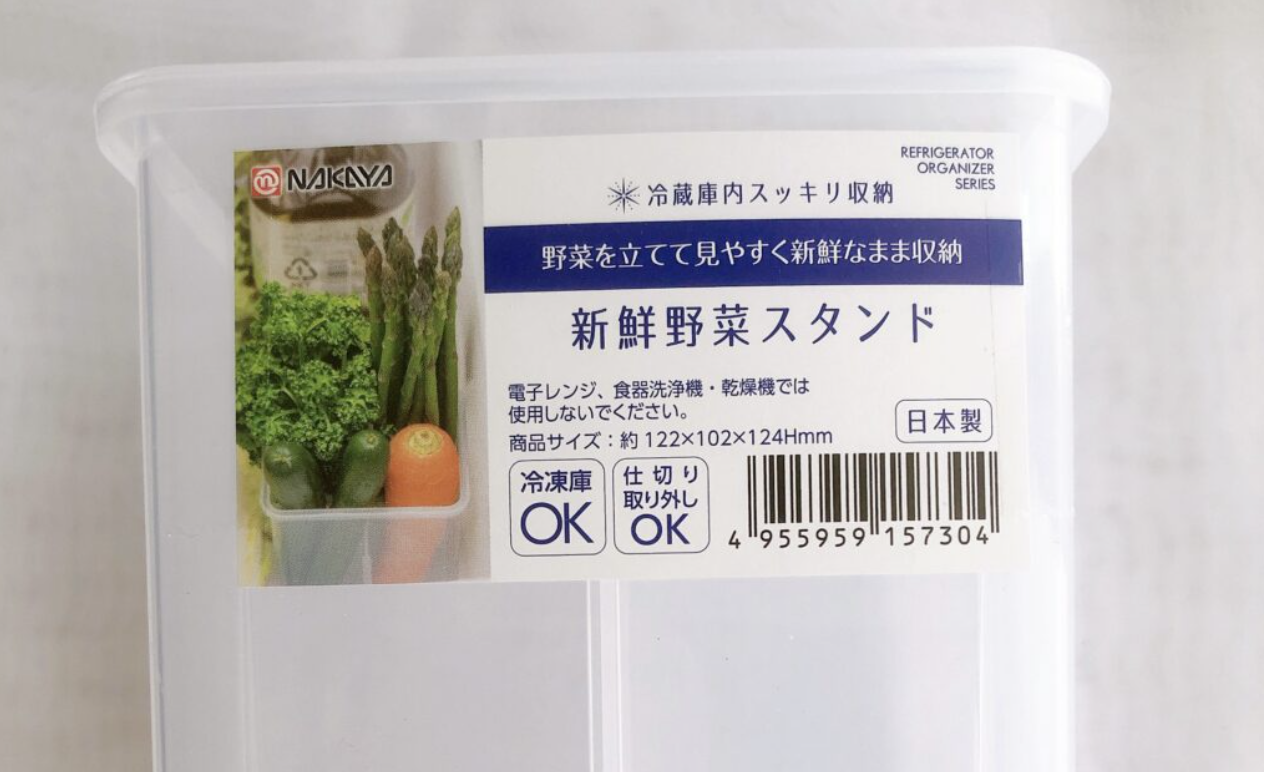 NAKAYA
REFRIGERATOR
ORGANIZER
SERIES
冷蔵庫内スッキリ収納
野菜を立てて見やすく新鮮なまま収納
新鮮野菜スタンド
電子レンジ、食器洗浄機・乾燥機では
使用しないでください。
商品サイズ：約122×102×124Hmm
日本製
冷凍庫
OK
仕切り
取り外し
OK
4 955959 157304